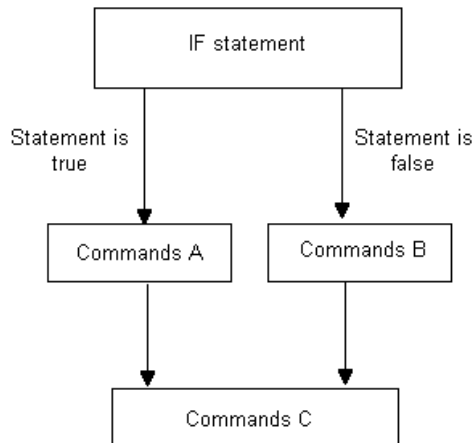 IF statement
Statement is
true
Statement is
false
Commands A
Commands B
Commands C